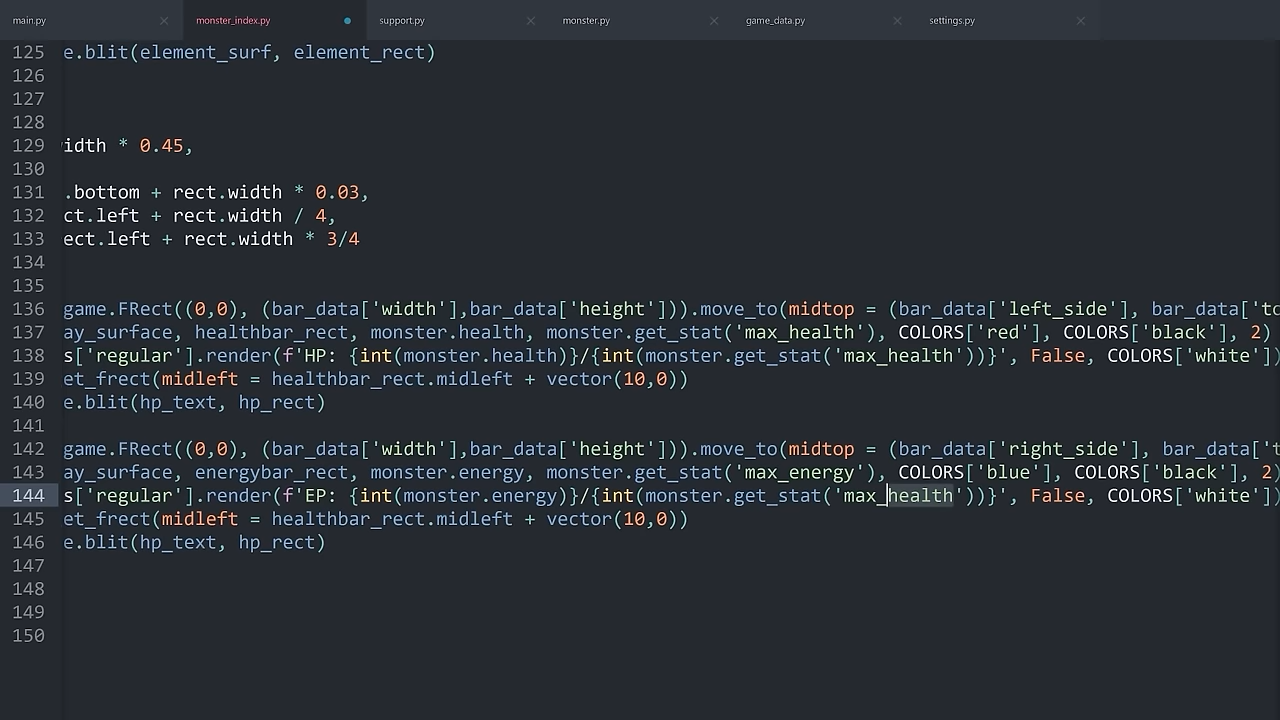 main.py monster_index.py support.py monster.py game_data.py settings.py
125 e.blit(element_surf, element_rect)
126
127
128
129 idth * 0.45,
130
131 .bottom + rect.width * 0.03,
132 ct.left + rect.width / 4,
133 ect.left + rect.width * 3/4
134
135
136 game.FRect((0,0), (bar_data['width'],bar_data['height'])).move_to(midtop = (bar_data['left_side'], bar_data['to
137 ay_surface, healthbar_rect, monster.health, monster.get_stat('max_health'), COLORS['red'], COLORS['black'], 2)
138 s['regular'].render(f'HP: {int(monster.health)}/{int(monster.get_stat('max_health'))}', False, COLORS['white'])
139 et_frect(midleft = healthbar_rect.midleft + vector(10,0))
140 e.blit(hp_text, hp_rect)
141
142 game.FRect((0,0), (bar_data['width'],bar_data['height'])).move_to(midtop = (bar_data['right_side'], bar_data['t
143 ay_surface, energybar_rect, monster.energy, monster.get_stat('max_energy'), COLORS['blue'], COLORS['black'], 2)
144 s['regular'].render(f'EP: {int(monster.energy)}/{int(monster.get_stat('max_health'))}', False, COLORS['white'])
145 et_frect(midleft = healthbar_rect.midleft + vector(10,0))
146 e.blit(hp_text, hp_rect)
147
148
149
150